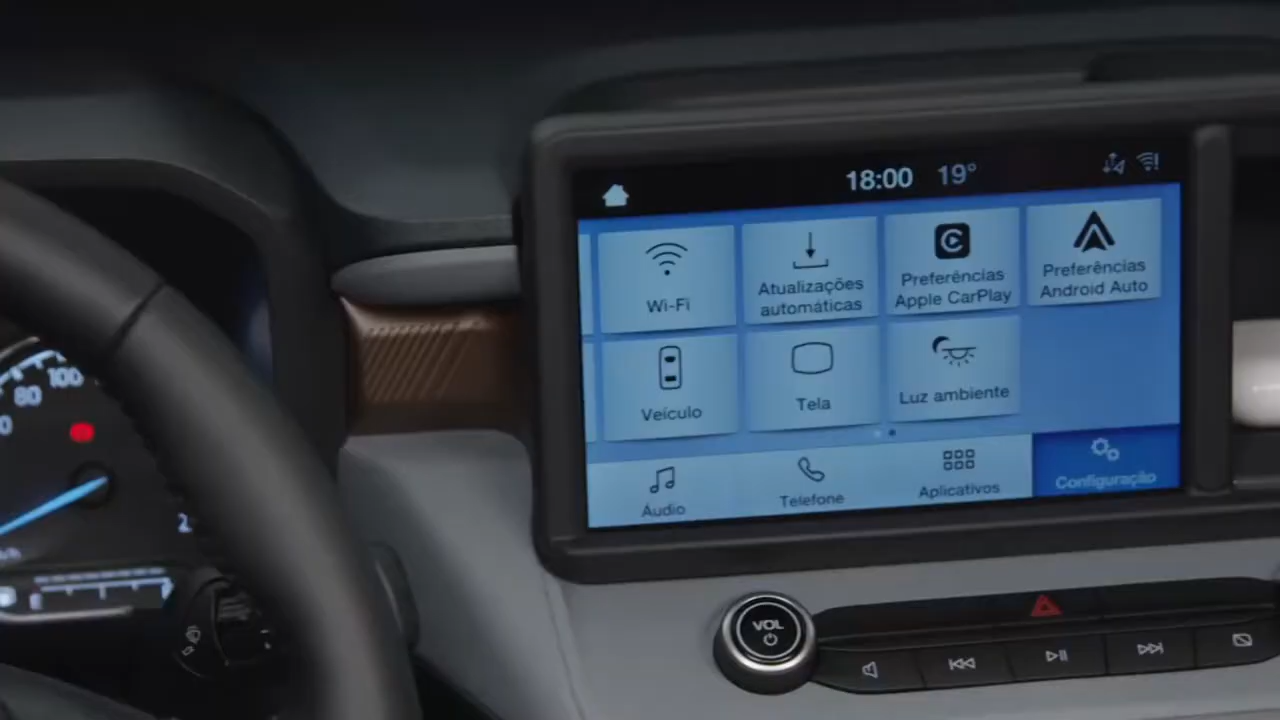 18:00 19°
Wi-Fi
Atualizações
automáticas
Preferências
Apple CarPlay
Preferências
Android Auto
Veículo
Tela
Luz ambiente
Áudio
Telefone
Aplicativos
Configuração
VOL
80
100